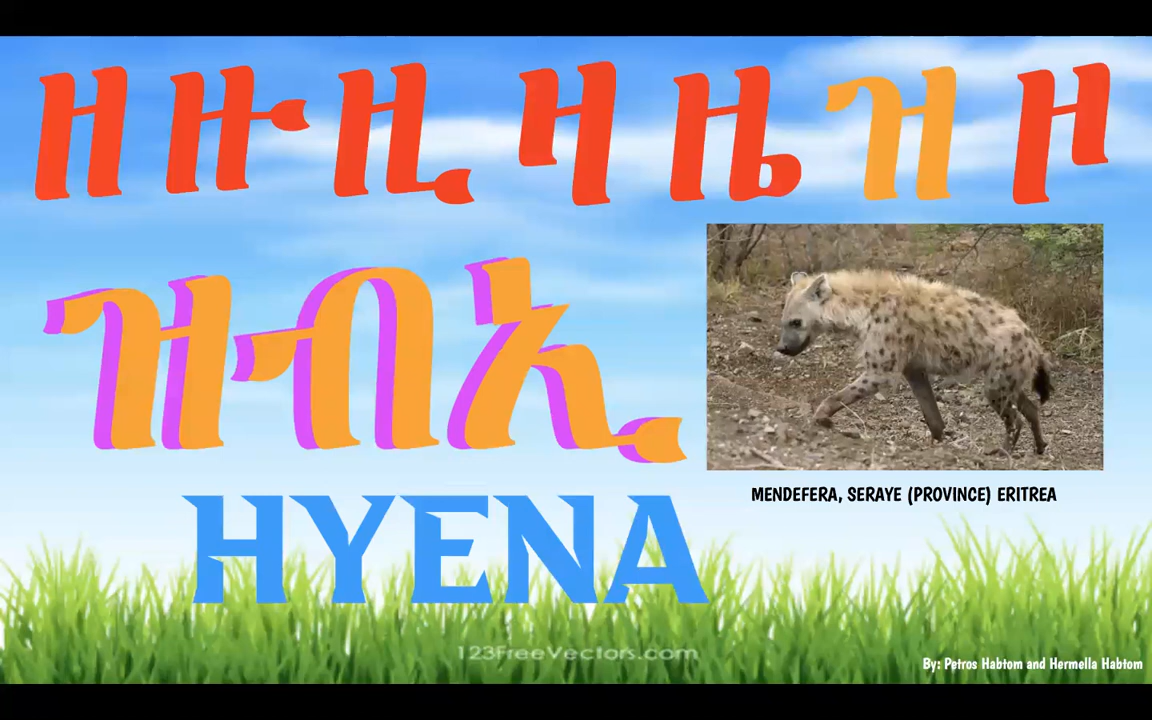 ዘ ዙ ዚ ዛ ዜ ዝ ዞ
ዝብኢ
HYENA
MENDEFERA, SERAYE (PROVINCE) ERITREA
123FreeVectors.com
By: Petros Habtom and Hermella Habtom